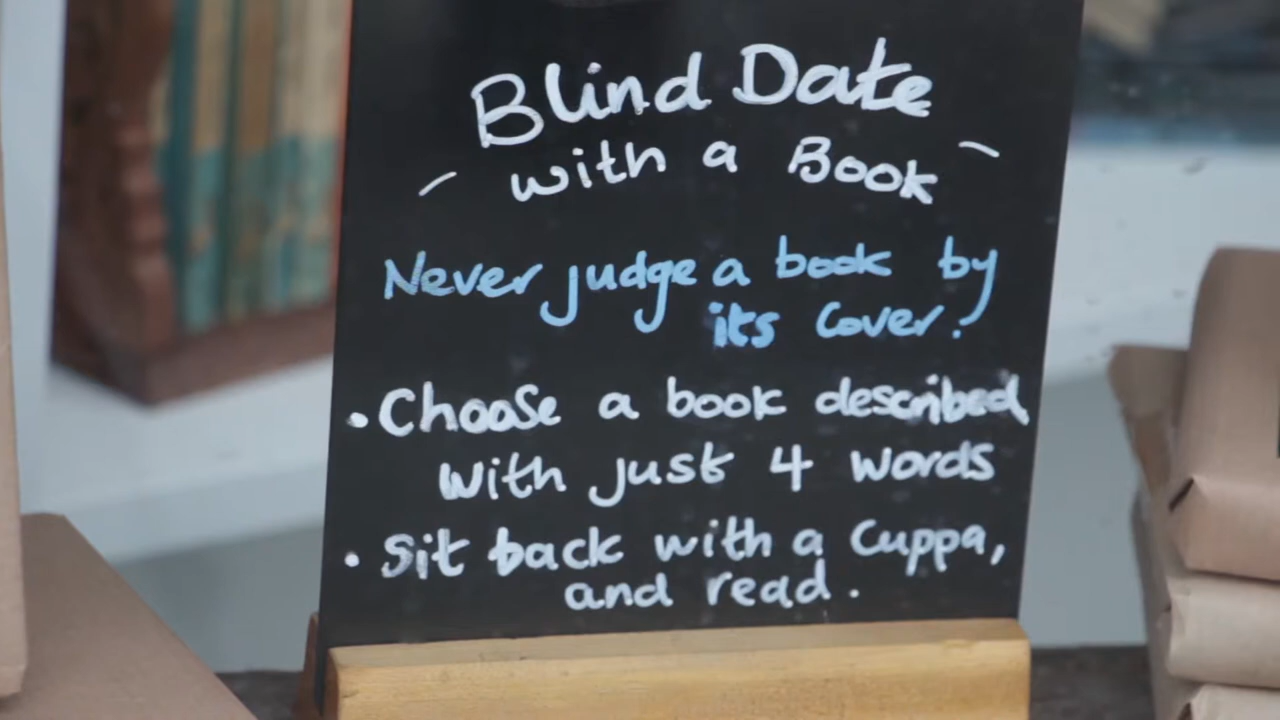 Blind Date
- with a Book -
Never judge a book by
its Cover.
• Choose a book described
with just 4 words
• Sit back with a Cuppa,
and read.